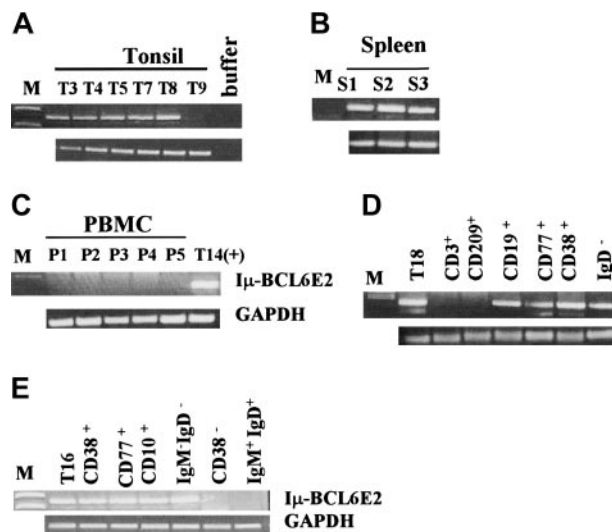 A
Tonsil
M T3 T4 T5 T7 T8 T9 buffer
B
Spleen
M S1 S2 S3
C
PBMC
M P1 P2 P3 P4 P5 T14(+)
Iμ-BCL6E2
GAPDH
D
M T18 CD3+ CD209+ CD19+ CD77+ CD38+ IgD-
E
M T16 CD38+ CD77+ CD10+ IgM-IgD- CD38- IgM+IgD+
Iμ-BCL6E2
GAPDH